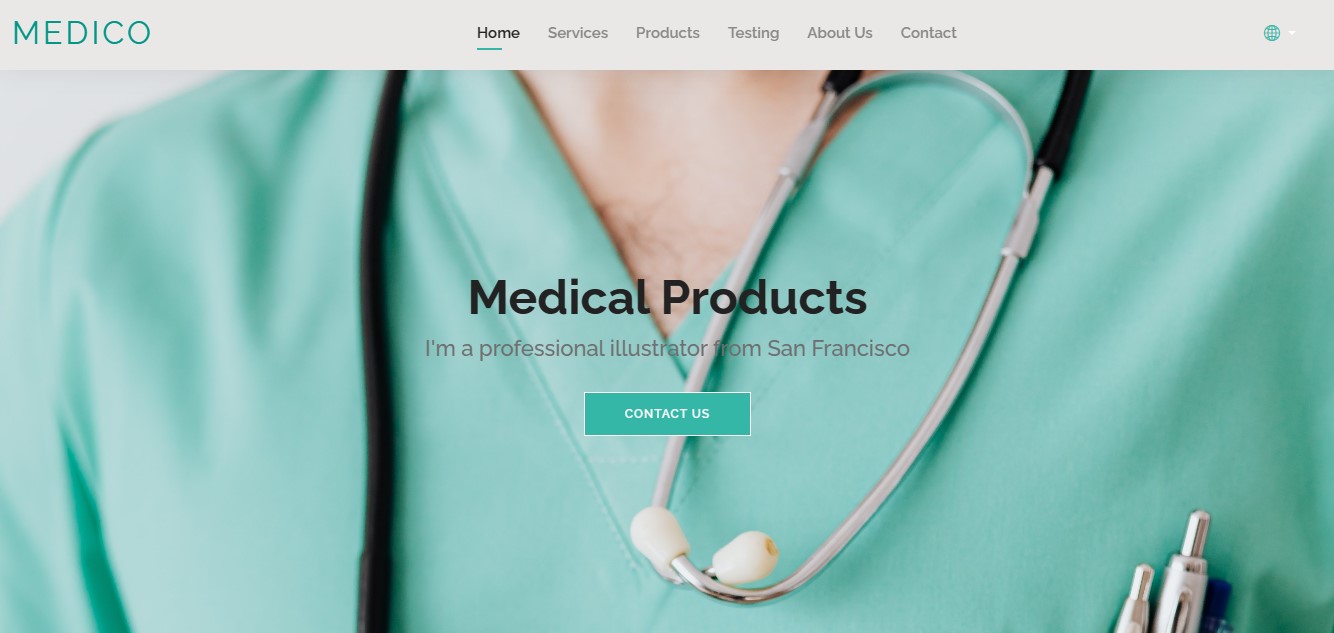 MEDICO
Home Services Products Testing About Us Contact
Medical Products
I'm a professional illustrator from San Francisco
CONTACT US